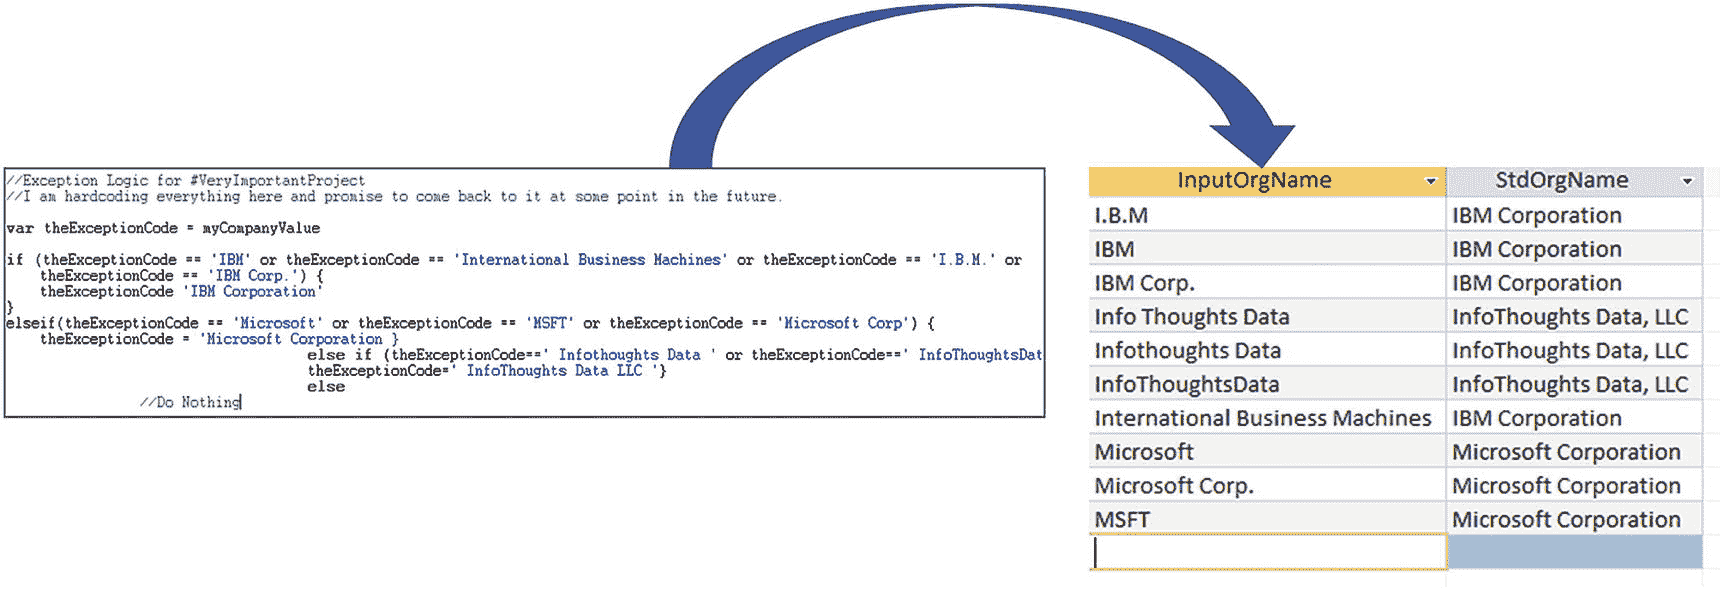 //Exception Logic for #VeryImportantProject
//I am hardcoding everything here and promise to come back to it at some point in the future.
var theExceptionCode = myCompanyValue
if (theExceptionCode == 'IBM' or theExceptionCode == 'International Business Machines' or theExceptionCode == 'I.B.M.' or
theExceptionCode == 'IBM Corp.') {
theExceptionCode 'IBM Corporation'
}
elseif(theExceptionCode == 'Microsoft' or theExceptionCode == 'MSFT' or theExceptionCode == 'Microsoft Corp') {
theExceptionCode = 'Microsoft Corporation }
else if (theExceptionCode==' Infothoughts Data ' or theExceptionCode==' InfoThoughtsDat
theExceptionCode=' InfoThoughts Data LLC '}
else
//Do Nothing
InputOrgName StdOrgName
I.B.M IBM Corporation
IBM IBM Corporation
IBM Corp. IBM Corporation
Info Thoughts Data InfoThoughts Data, LLC
Infothoughts Data InfoThoughts Data, LLC
InfoThoughtsData InfoThoughts Data, LLC
International Business Machines IBM Corporation
Microsoft Microsoft Corporation
Microsoft Corp. Microsoft Corporation
MSFT Microsoft Corporation